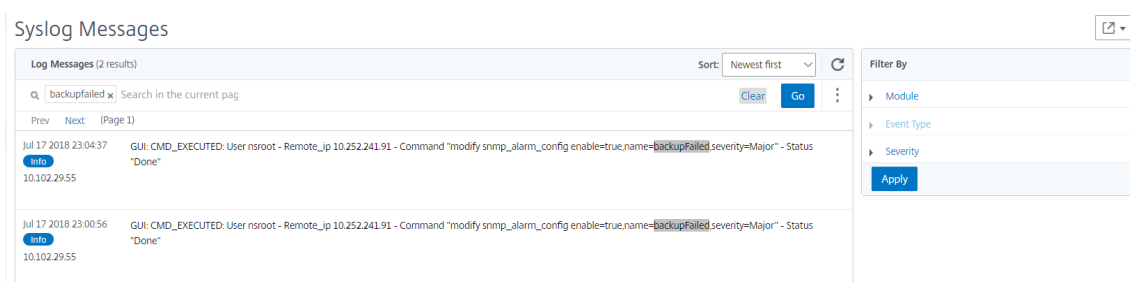 Syslog Messages
Log Messages (2 results)
Sort: Newest first
backupfailed x Search in the current pag
Clear Go
Prev Next (Page 1)
Jul 17 2018 23:04:37
Info
10.102.29.55
GUI: CMD_EXECUTED: User nsroot - Remote_ip 10.252.241.91 - Command "modify snmp_alarm_config enable=true,name=backupFailed,severity=Major" - Status
"Done"
Jul 17 2018 23:00:56
Info
10.102.29.55
GUI: CMD_EXECUTED: User nsroot - Remote_ip 10.252.241.91 - Command "modify snmp_alarm_config enable=true,name=backupFailed,severity=Major" - Status
"Done"
Filter By
Module
Event Type
Severity
Apply